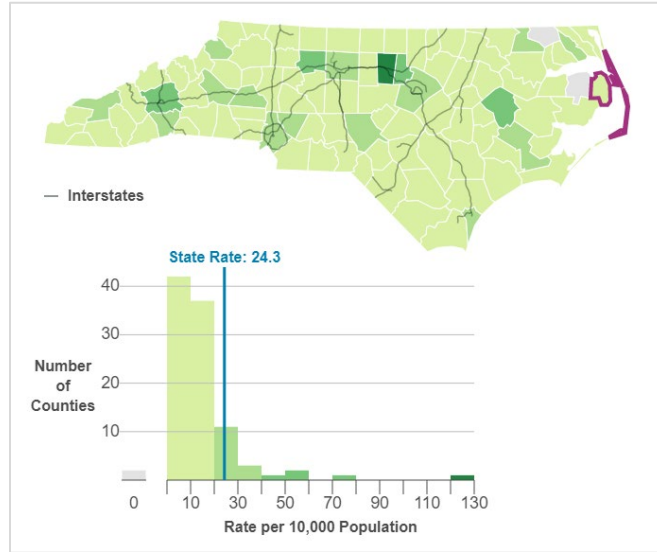 — Interstates
State Rate: 24.3
40
30
20
10
Number
of
Counties
0 10 30 50 70 90 110 130
Rate per 10,000 Population